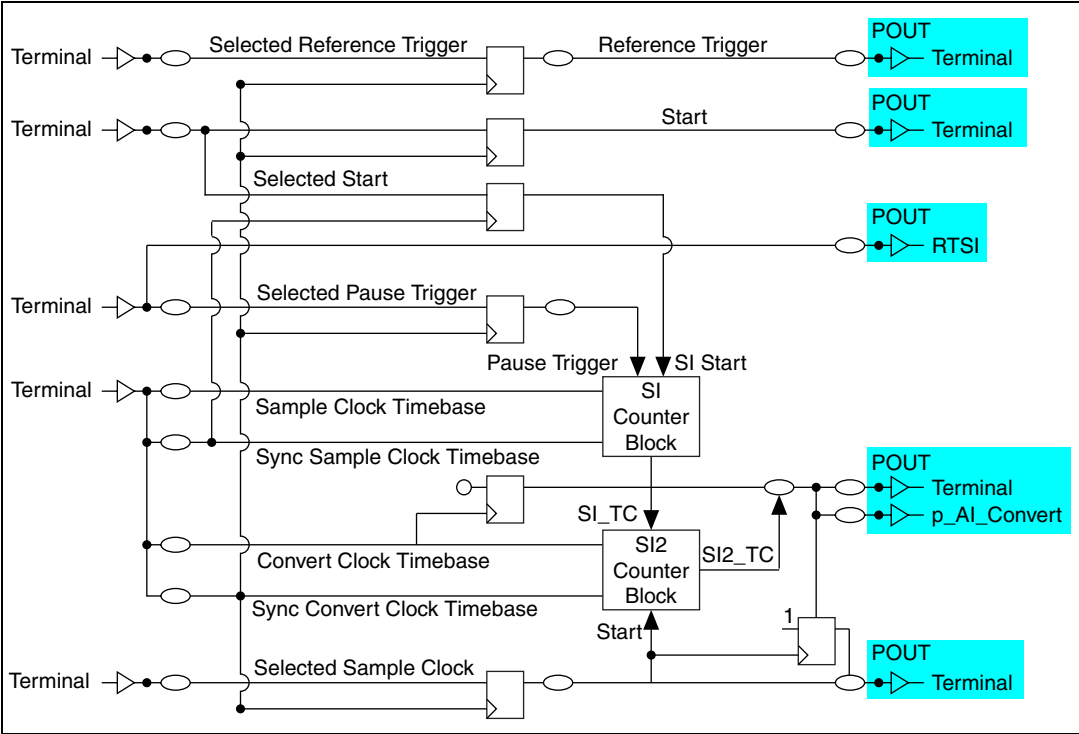 Terminal
Selected Reference Trigger
Reference Trigger
POUT
Terminal
Terminal
Start
POUT
Terminal
Selected Start
POUT
RTSI
Terminal
Selected Pause Trigger
Pause Trigger
SI Start
Terminal
Sample Clock Timebase
SI
Counter
Block
Sync Sample Clock Timebase
POUT
Terminal
p_AI_Convert
SI_TC
Convert Clock Timebase
SI2
Counter
Block
SI2_TC
Sync Convert Clock Timebase
Start
1
Terminal
Selected Sample Clock
POUT
Terminal